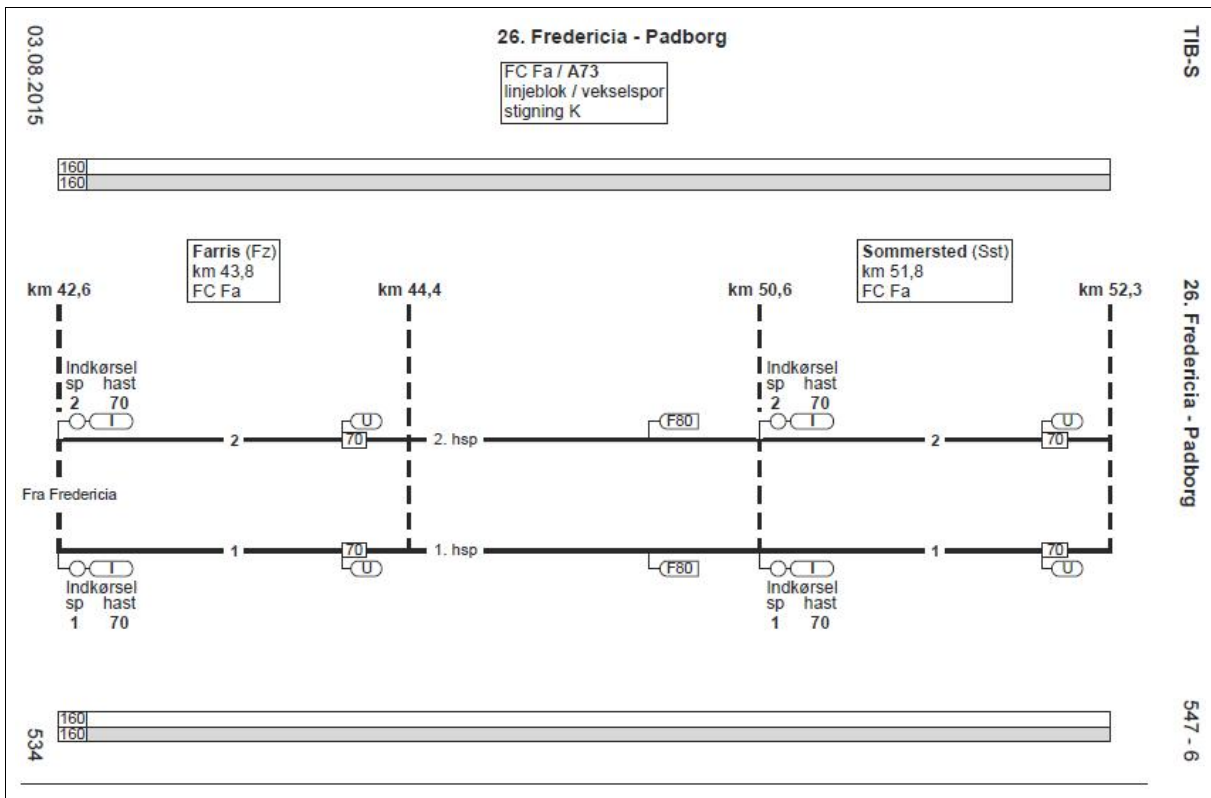 03.08.2015
26. Fredericia - Padborg
TIB-S
FC Fa / A73
linjeblok / vekselspor
stigning K
160
160
Farris (Fz)
km 43,8
FC Fa
Sommersted (Sst)
km 51,8
FC Fa
km 42,6
km 44,4
km 50,6
km 52,3
26. Fredericia - Padborg
Indkørsel
sp hast
2 70
Indkørsel
sp hast
2 70
I
U
F80
I
U
2
70
2. hsp
2
70
Fra Fredericia
1
70
1. hsp
1
70
I
U
F80
I
U
Indkørsel
sp hast
1 70
Indkørsel
sp hast
1 70
160
160
534
547 - 6